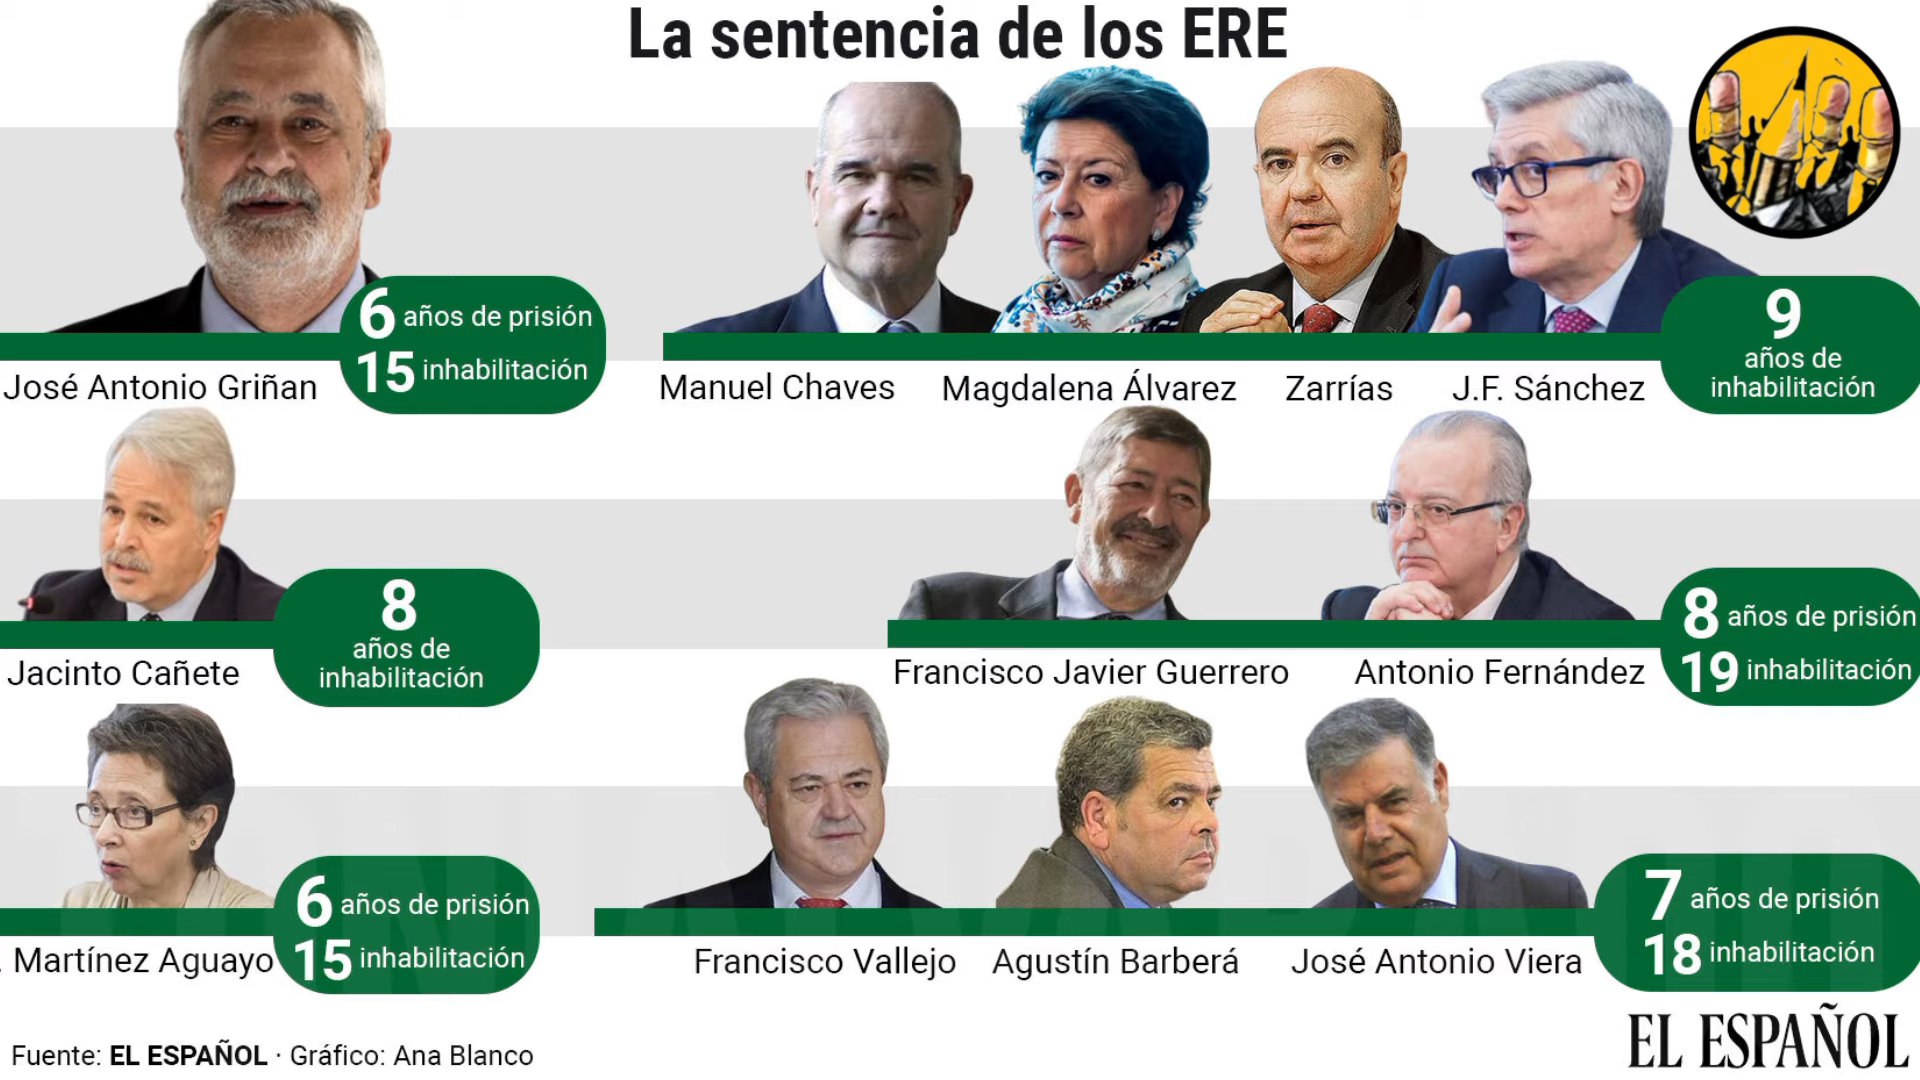 La sentencia de los ERE
6 años de prisión
15 inhabilitación
José Antonio Griñan
9
años de
inhabilitación
Manuel Chaves
Magdalena Álvarez
Zarrías
J.F. Sánchez
8
años de
inhabilitación
Jacinto Cañete
8 años de prisión
19 inhabilitación
Francisco Javier Guerrero
Antonio Fernández
6 años de prisión
15 inhabilitación
. Martínez Aguayo
7 años de prisión
18 inhabilitación
Francisco Vallejo
Agustín Barberá
José Antonio Viera
Fuente: EL ESPAÑOL · Gráfico: Ana Blanco
EL ESPAÑOL